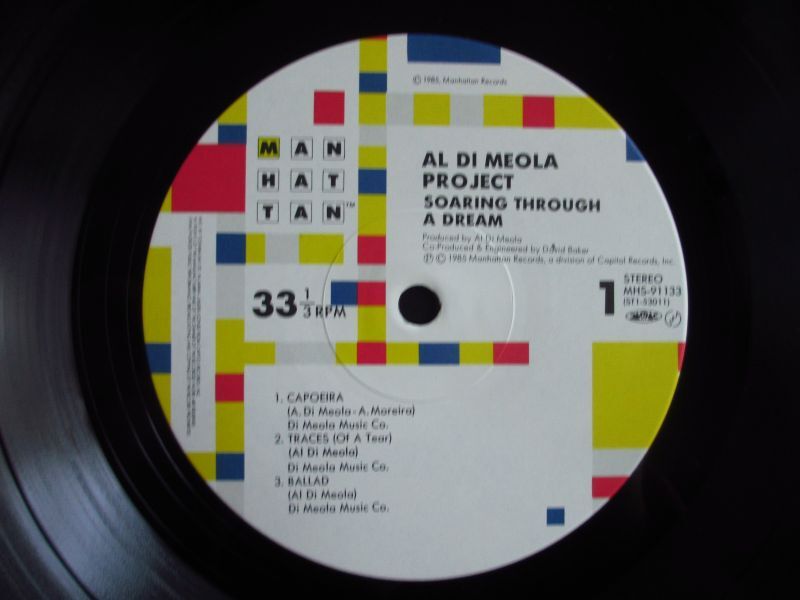 © 1985, Manhattan Records
MAN
HAT
TAN™
AL DI MEOLA
PROJECT
SOARING THROUGH
A DREAM
Produced by Al Di Meola
Co-Produced & Engineered by David Baker
℗ © 1985 Manhattan Records, a division of Capitol Records, Inc.
33 1/3 RPM
1
STEREO
MHS-91133
(ST1-53011)
1. CAPOEIRA
(A. Di Meola-A. Moreira)
Di Meola Music Co.
2. TRACES (Of A Tear)
(Al Di Meola)
Di Meola Music Co.
3. BALLAD
(Al Di Meola)
Di Meola Music Co.